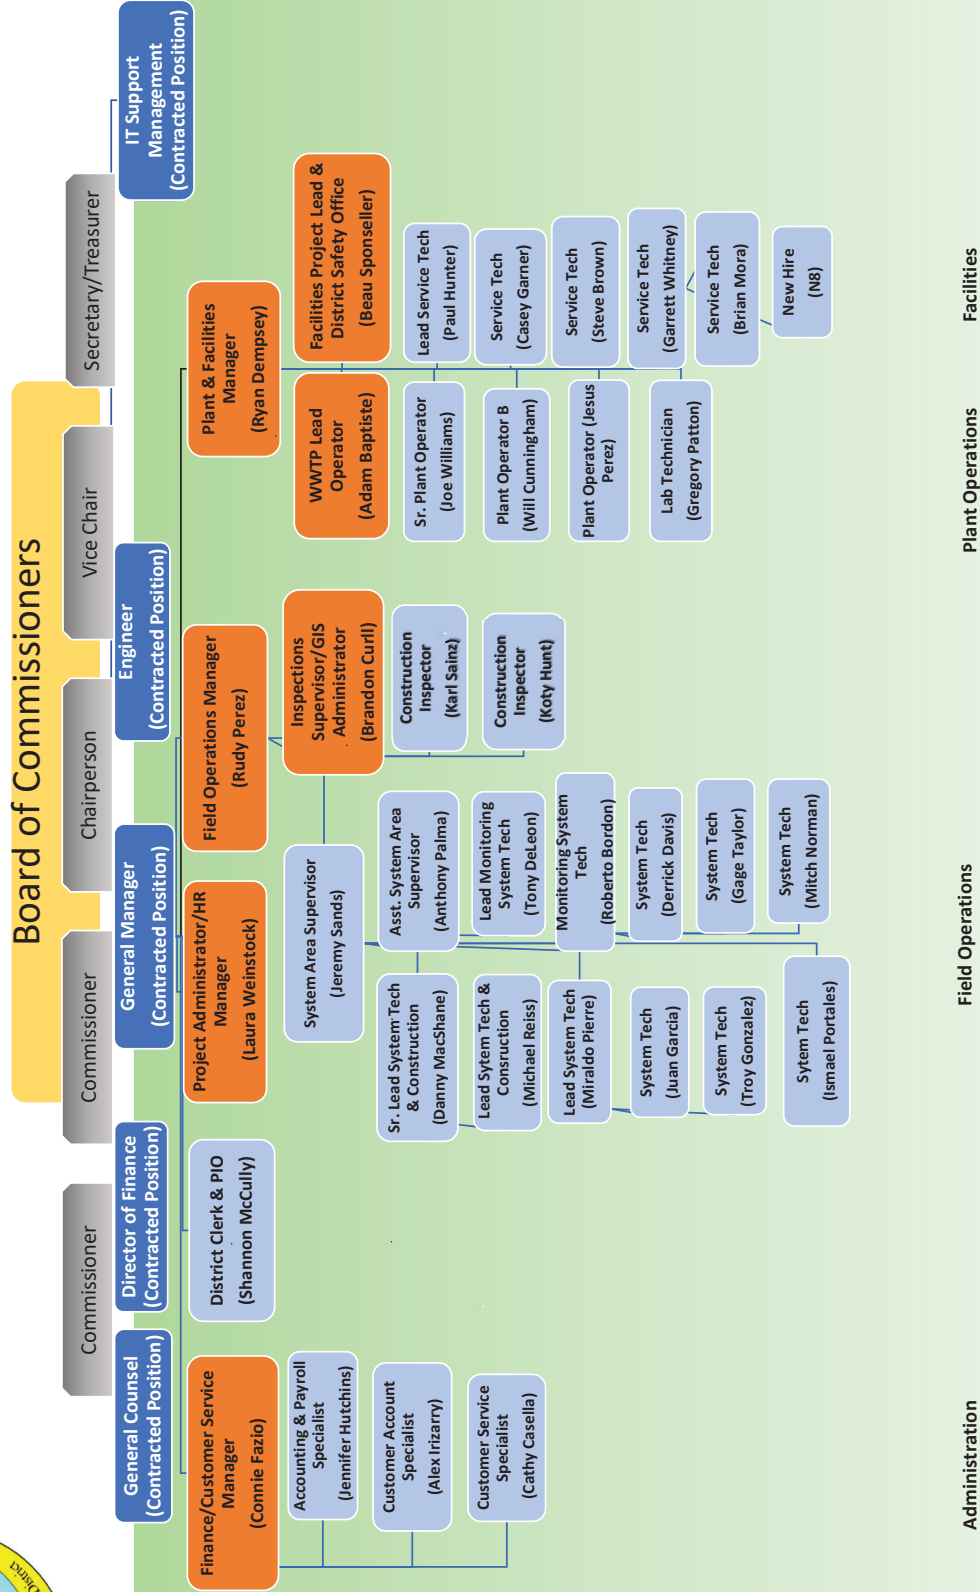 District
Board of Commissioners
Commissioner
Commissioner
Chairperson
Vice Chair
Secretary/Treasurer
General Counsel
(Contracted Position)
Director of Finance
(Contracted Position)
General Manager
(Contracted Position)
Engineer
(Contracted Position)
IT Support
Management
(Contracted Position)
Finance/Customer Service
Manager
(Connie Fazio)
Accounting & Payroll
Specialist
(Jennifer Hutchins)
Customer Account
Specialist
(Alex Irizarry)
Customer Service
Specialist
(Cathy Casella)
District Clerk & PIO
(Shannon McCully)
Project Administrator/HR
Manager
(Laura Weinstock)
Field Operations Manager
(Rudy Perez)
System Area Supervisor
(Jeremy Sands)
Sr. Lead System Tech
& Construction
(Danny MacShane)
Lead Sytem Tech &
Consruction
(Michael Reiss)
Lead System Tech
(Miraldo Pierre)
System Tech
(Juan Garcia)
System Tech
(Troy Gonzalez)
Sytem Tech
(Ismael Portales)
Asst. System Area
Supervisor
(Anthony Palma)
Lead Monitoring
System Tech
(Tony DeLeon)
Monitoring System
Tech
(Roberto Bordon)
System Tech
(Derrick Davis)
System Tech
(Gage Taylor)
System Tech
(Mitch Norman)
Inspections
Supervisor/GIS
Administrator
(Brandon Curll)
Construction
Inspector
(Karl Sainz)
Construction
Inspector
(Koty Hunt)
Plant & Facilities
Manager
(Ryan Dempsey)
WWTP Lead
Operator
(Adam Baptiste)
Sr. Plant Operator
(Joe Williams)
Plant Operator B
(Will Cunningham)
Plant Operator (Jesus
Perez)
Lab Technician
(Gregory Patton)
Facilities Project Lead &
District Safety Office
(Beau Sponseller)
Lead Service Tech
(Paul Hunter)
Service Tech
(Casey Garner)
Service Tech
(Steve Brown)
Service Tech
(Garrett Whitney)
Service Tech
(Brian Mora)
New Hire
(N8)
Administration
Field Operations
Plant Operations
Facilities